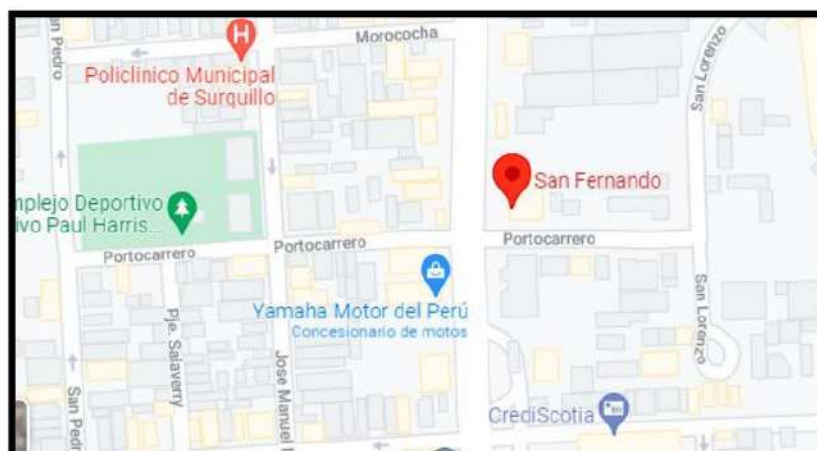 San Pedro
H
Policlínico Municipal
de Surquillo
Morococha
San Lorenzo
San Fernando
mplejo Deportivo
ivo Paul Harris...
Portocarrero
Portocarrero
Portocarrero
Yamaha Motor del Perú
Concesionario de motos
Pje. Salaverry
San Lorenzo
Jose Manuel
San Pedr
CrediScotia